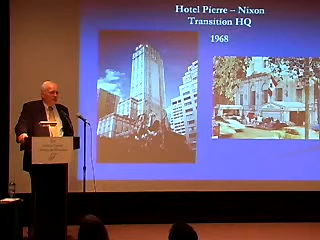 Hotel Pierre – Nixon
Transition HQ
1968